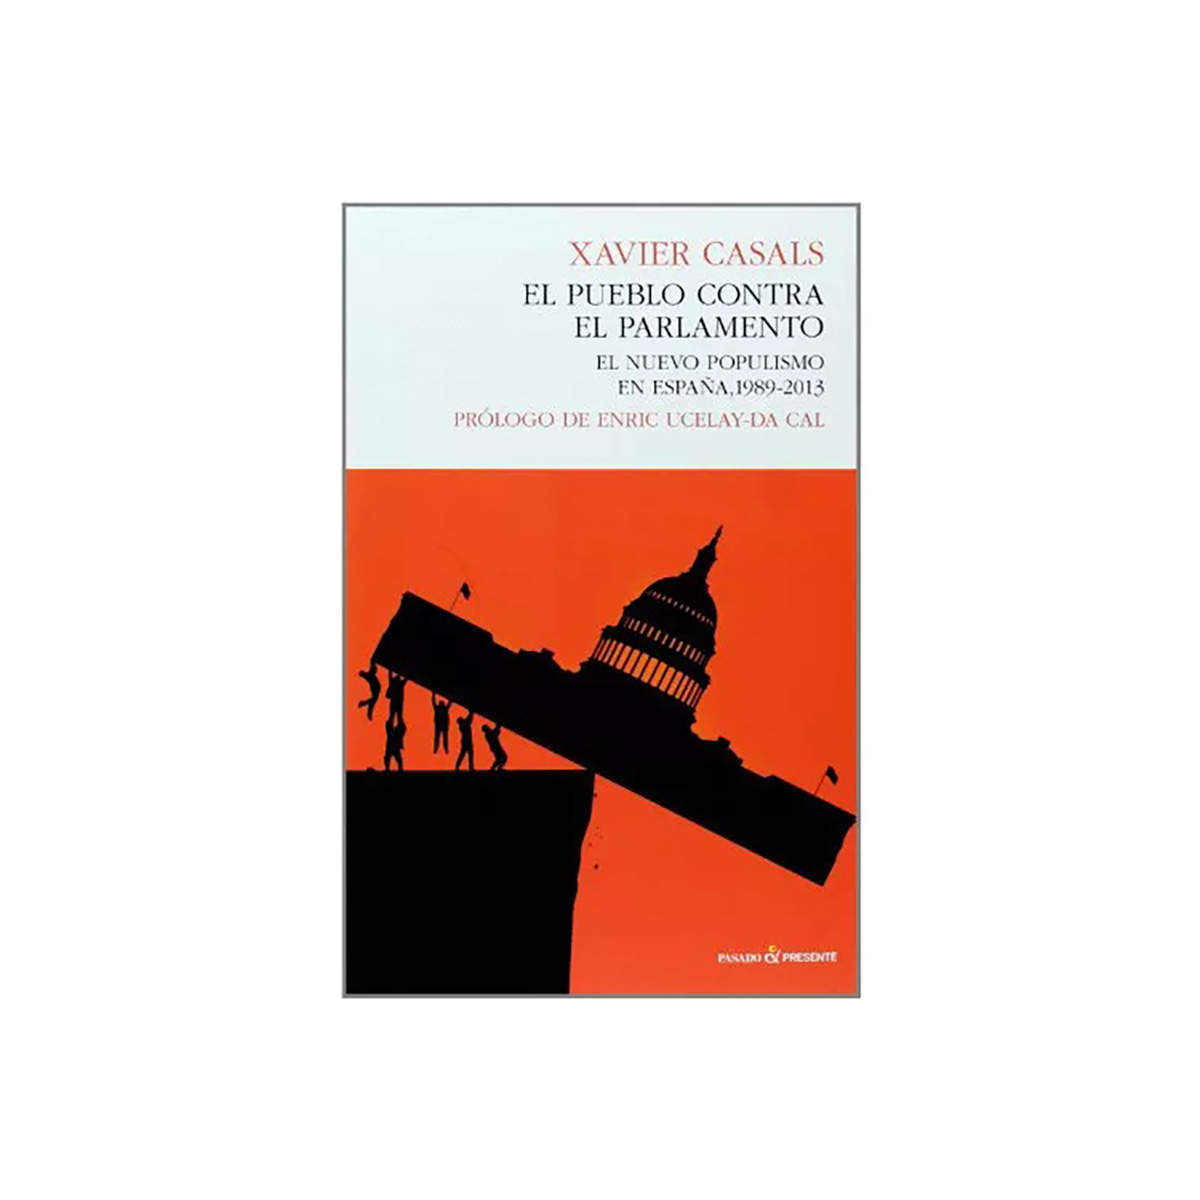 XAVIER CASALS
EL PUEBLO CONTRA
EL PARLAMENTO
EL NUEVO POPULISMO
EN ESPAÑA, 1989-2013
PRÓLOGO DE ENRIC UCELAY-DA CAL
PASADO & PRESENTE